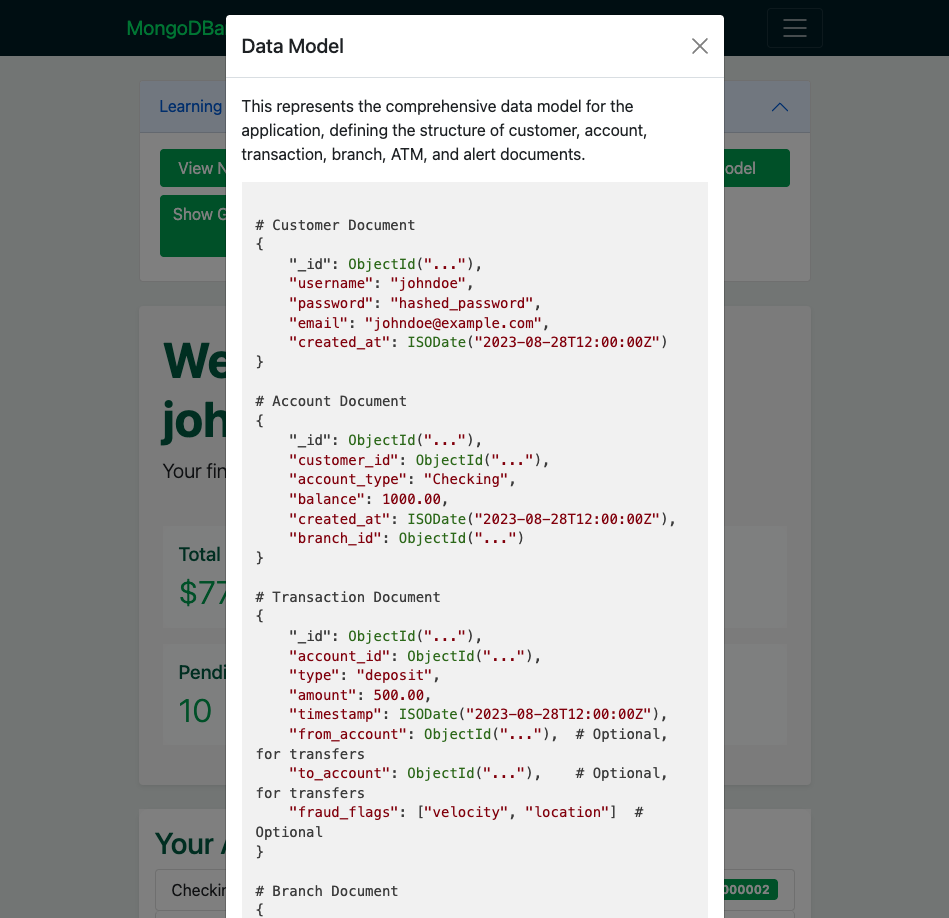 MongoDBa
Data Model
This represents the comprehensive data model for the
application, defining the structure of customer, account,
transaction, branch, ATM, and alert documents.
Learning
View N
odel
Show G
# Customer Document
{
    "_id": ObjectId("..."),
    "username": "johndoe",
    "password": "hashed_password",
    "email": "johndoe@example.com",
    "created_at": ISODate("2023-08-28T12:00:00Z")
}
# Account Document
{
    "_id": ObjectId("..."),
    "customer_id": ObjectId("..."),
    "account_type": "Checking",
    "balance": 1000.00,
    "created_at": ISODate("2023-08-28T12:00:00Z"),
    "branch_id": ObjectId("...")
}
# Transaction Document
{
    "_id": ObjectId("..."),
    "account_id": ObjectId("..."),
    "type": "deposit",
    "amount": 500.00,
    "timestamp": ISODate("2023-08-28T12:00:00Z"),
    "from_account": ObjectId("..."),  # Optional,
for transfers
    "to_account": ObjectId("..."),    # Optional,
for transfers
    "fraud_flags": ["velocity", "location"]  #
Optional
}
# Branch Document
{
We
joh
Your fin
Total
$77
Pendi
10
Your A
Checkin
000002